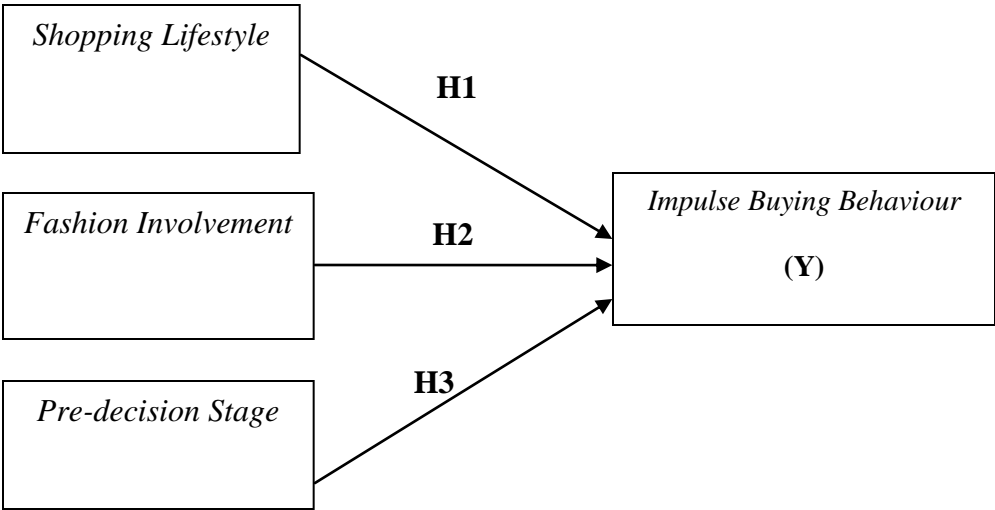 Shopping Lifestyle
H1
Fashion Involvement
H2
Impulse Buying Behaviour
(Y)
H3
Pre-decision Stage